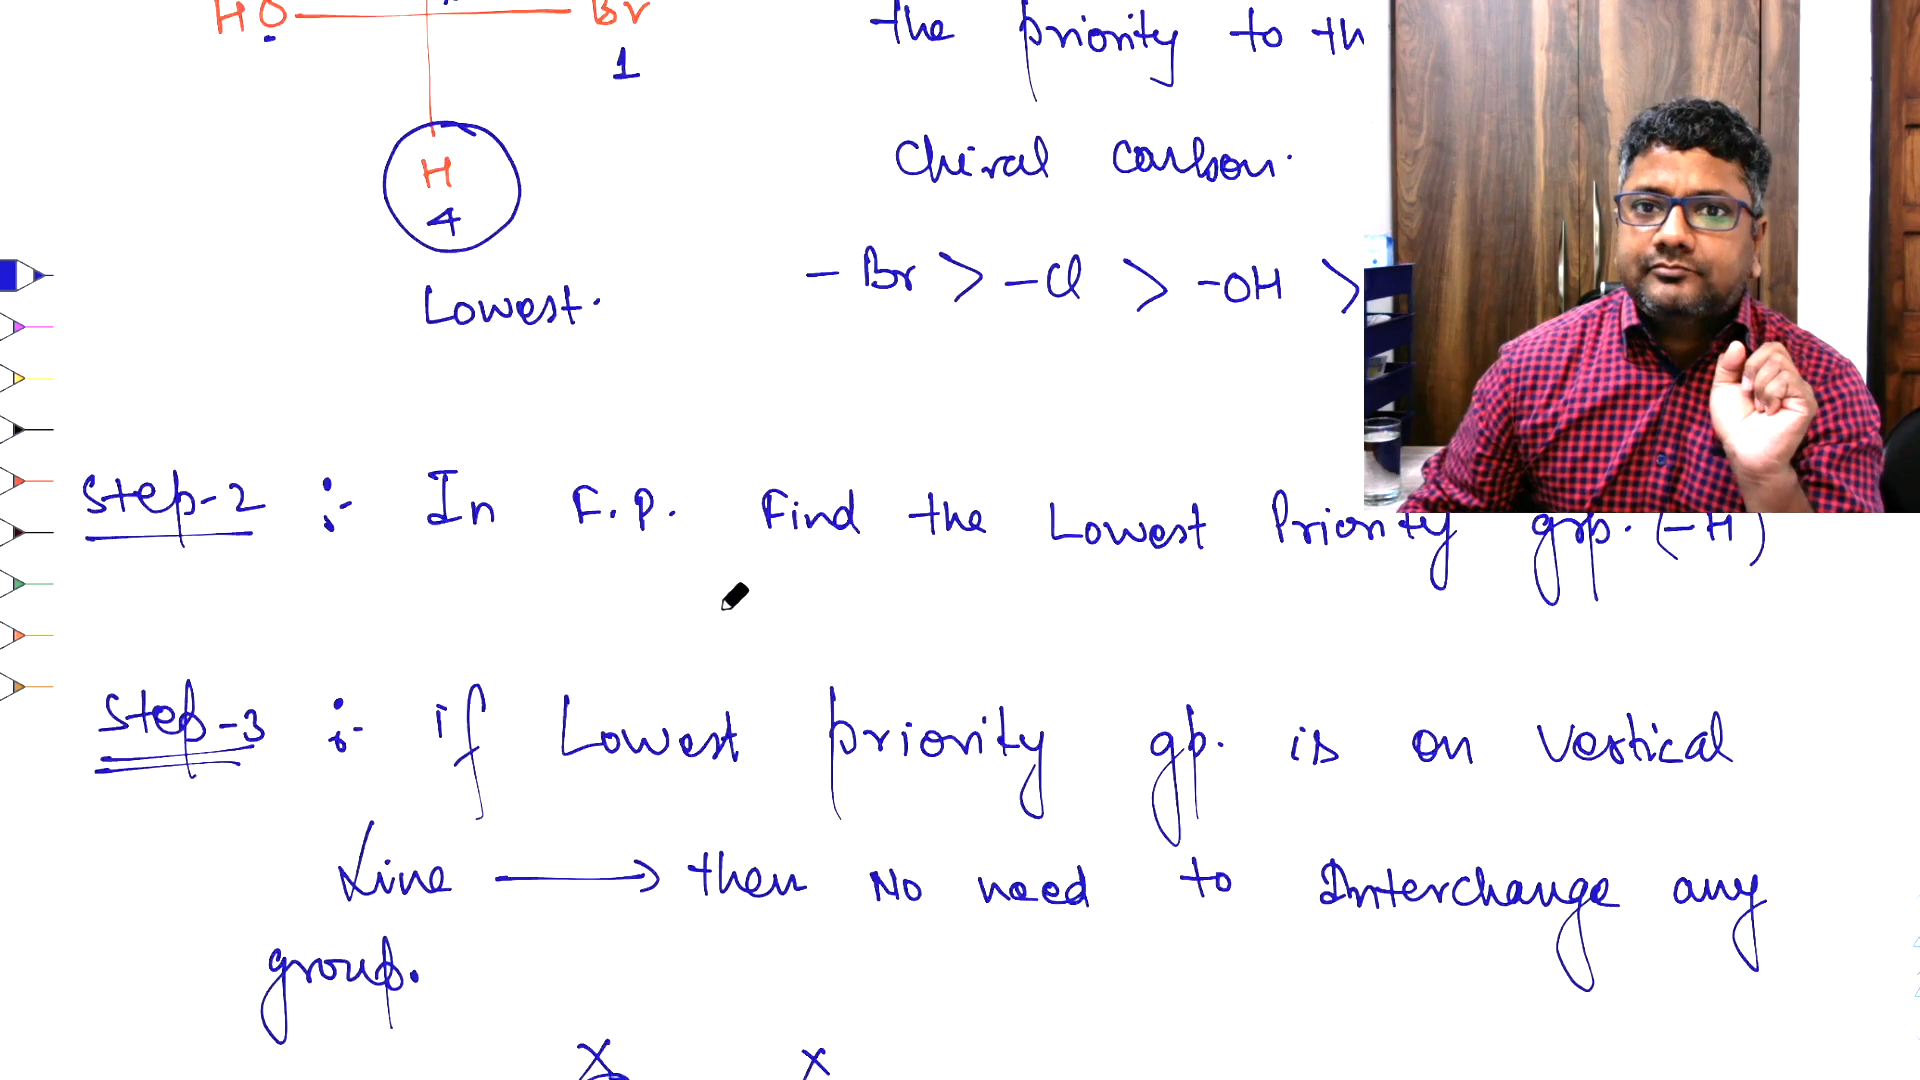 HO Br
1
the priority to th
Chiral carbon.
H
4
Lowest.
- Br > - Cl > - OH >
Step-2 :- In F.P. Find the Lowest Priority grp. (-H)
Step-3 :- if Lowest priority gp. is on Vertical
Line → then No need to Interchange any
group.
X X